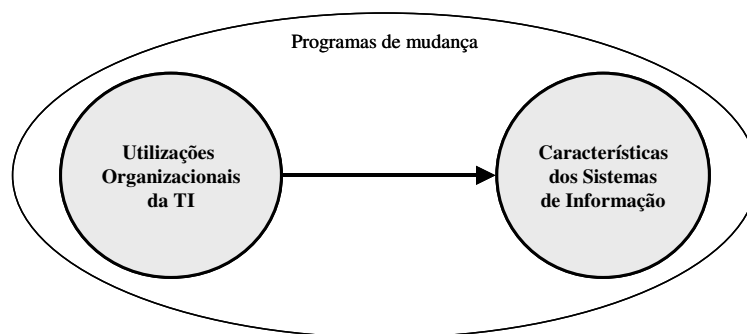 Programas de mudança
Utilizações
Organizacionais
da TI
Características
dos Sistemas
de Informação